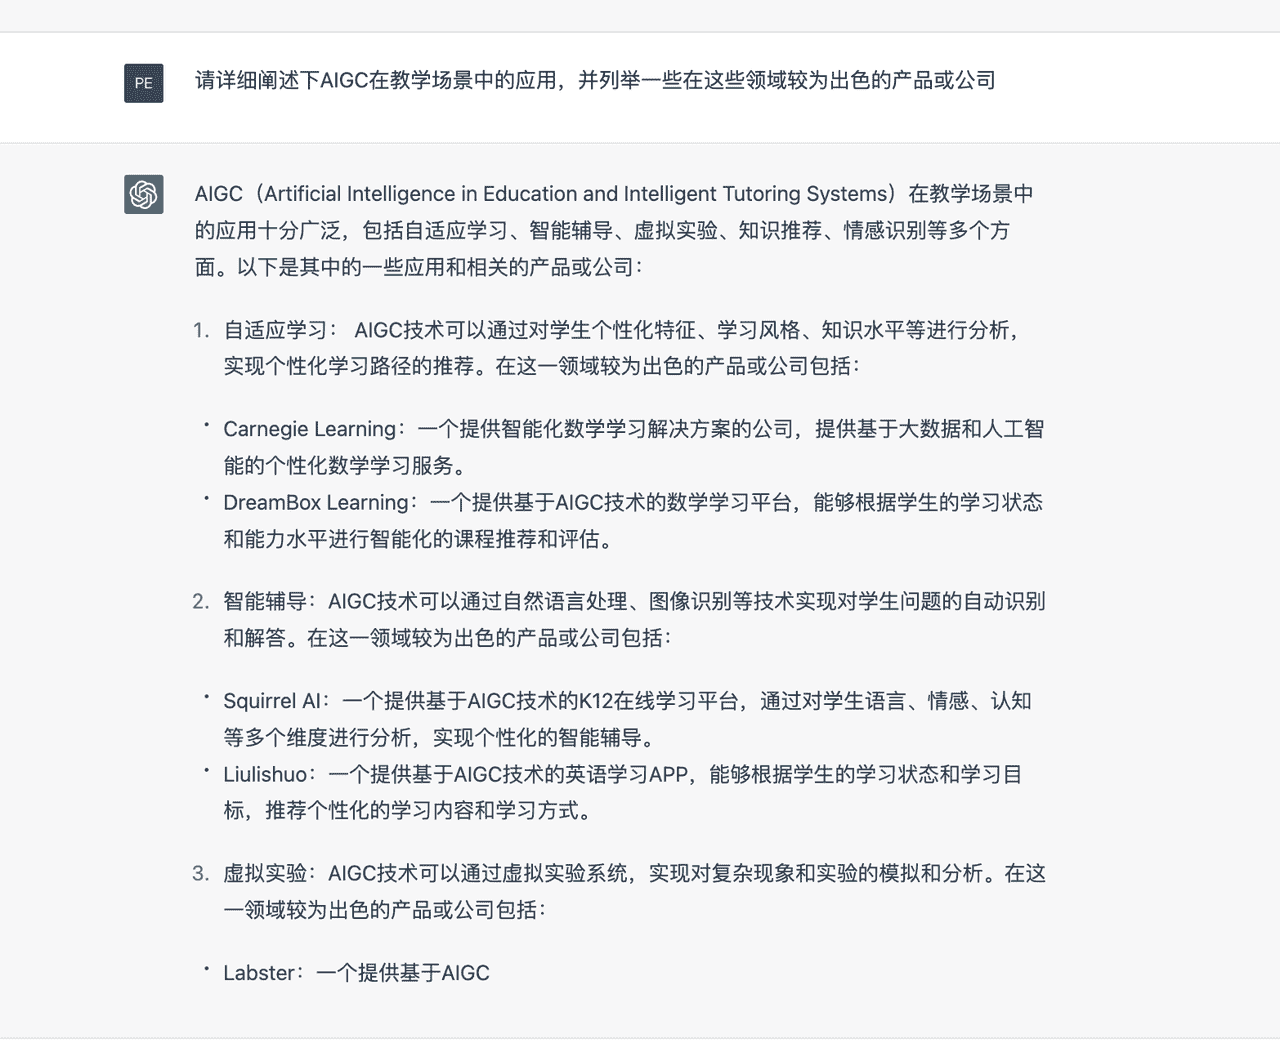 PE
请详细阐述下AIGC在教学场景中的应用，并列举一些在这些领域较为出色的产品或公司
AIGC（Artificial Intelligence in Education and Intelligent Tutoring Systems）在教学场景中
的应用十分广泛，包括自适应学习、智能辅导、虚拟实验、知识推荐、情感识别等多个方
面。以下是其中的一些应用和相关的产品或公司：
1. 自适应学习： AIGC技术可以通过对学生个性化特征、学习风格、知识水平等进行分析，
实现个性化学习路径的推荐。在这一领域较为出色的产品或公司包括：
· Carnegie Learning：一个提供智能化数学学习解决方案的公司，提供基于大数据和人工智
能的个性化数学学习服务。
· DreamBox Learning：一个提供基于AIGC技术的数学学习平台，能够根据学生的学习状态
和能力水平进行智能化的课程推荐和评估。
2. 智能辅导：AIGC技术可以通过自然语言处理、图像识别等技术实现对学生问题的自动识别
和解答。在这一领域较为出色的产品或公司包括：
· Squirrel AI：一个提供基于AIGC技术的K12在线学习平台，通过对学生语言、情感、认知
等多个维度进行分析，实现个性化的智能辅导。
· Liulishuo：一个提供基于AIGC技术的英语学习APP，能够根据学生的学习状态和学习目
标，推荐个性化的学习内容和学习方式。
3. 虚拟实验：AIGC技术可以通过虚拟实验系统，实现对复杂现象和实验的模拟和分析。在这
一领域较为出色的产品或公司包括：
· Labster：一个提供基于AIGC